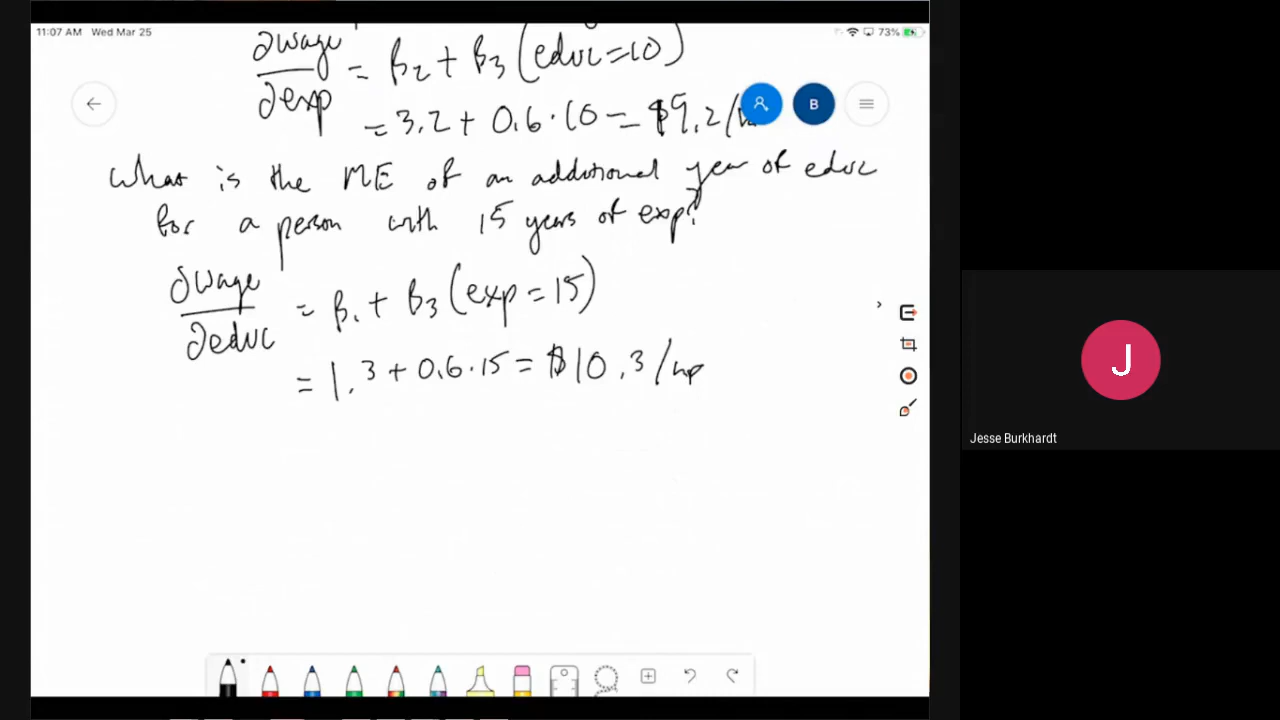 11:07 AM Wed Mar 25 73%
∂wage/∂exp = β₂ + β₃ (educ=10)
= 3.2 + 0.6·10 = $9.2/
B
What is the ME of an additional year of educ
for a person with 15 years of exp?
∂wage/∂educ = β₁ + β₃ (exp = 15)
= 1.3 + 0.6·15 = $10.3/
J
Jesse Burkhardt